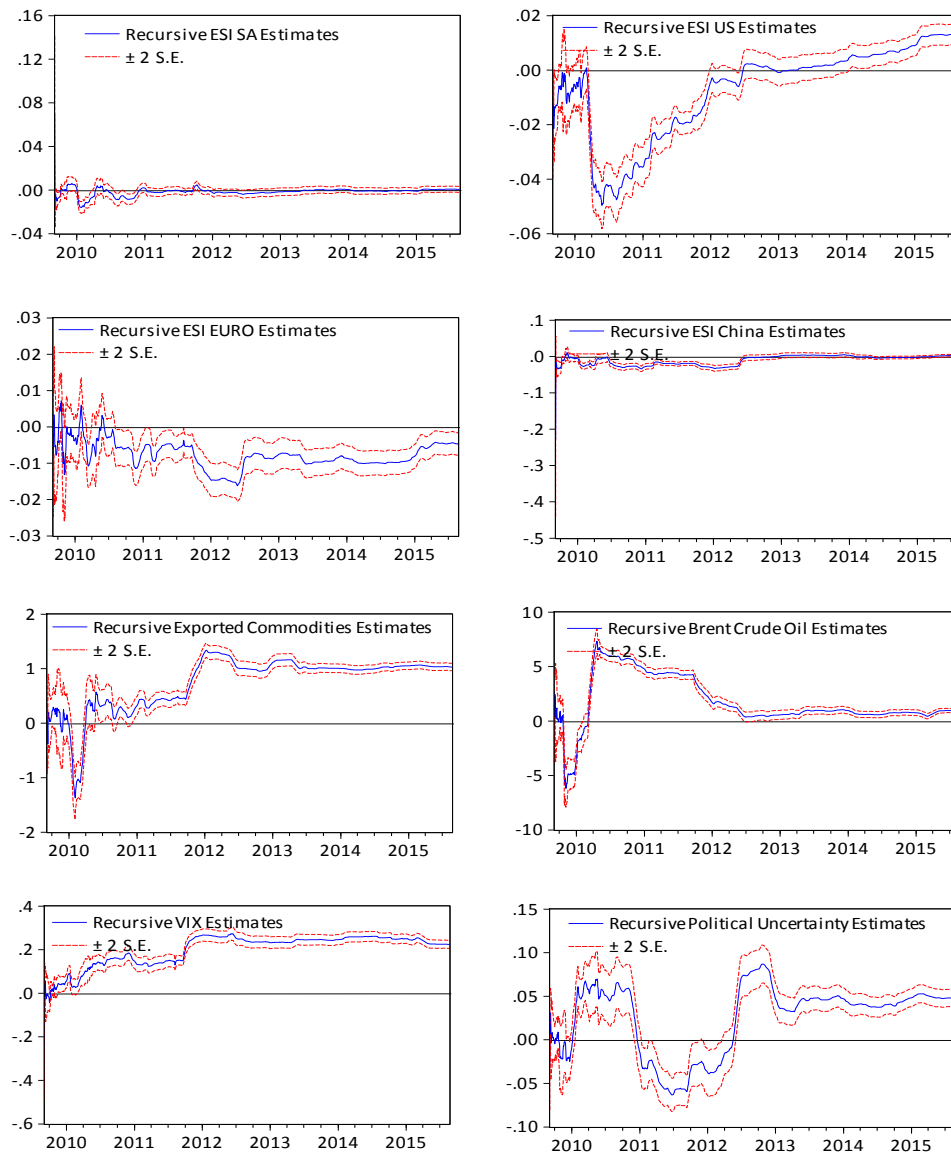 Recursive ESI SA Estimates
± 2 S.E.
.16
.12
.08
.04
.00
-.04
2010 2011 2012 2013 2014 2015
Recursive ESI US Estimates
± 2 S.E.
.02
.00
-.02
-.04
-.06
2010 2011 2012 2013 2014 2015
Recursive ESI EURO Estimates
± 2 S.E.
.03
.02
.01
.00
-.01
-.02
-.03
2010 2011 2012 2013 2014 2015
Recursive ESI China Estimates
± 2 S.E.
.1
.0
-.1
-.2
-.3
-.4
-.5
2010 2011 2012 2013 2014 2015
Recursive Exported Commodities Estimates
± 2 S.E.
2
1
0
-1
-2
2010 2011 2012 2013 2014 2015
Recursive Brent Crude Oil Estimates
± 2 S.E.
10
5
0
-5
-10
2010 2011 2012 2013 2014 2015
Recursive VIX Estimates
± 2 S.E.
.4
.2
.0
-.2
-.4
-.6
2010 2011 2012 2013 2014 2015
Recursive Political Uncertainty Estimates
± 2 S.E.
.15
.10
.05
.00
-.05
-.10
2010 2011 2012 2013 2014 2015